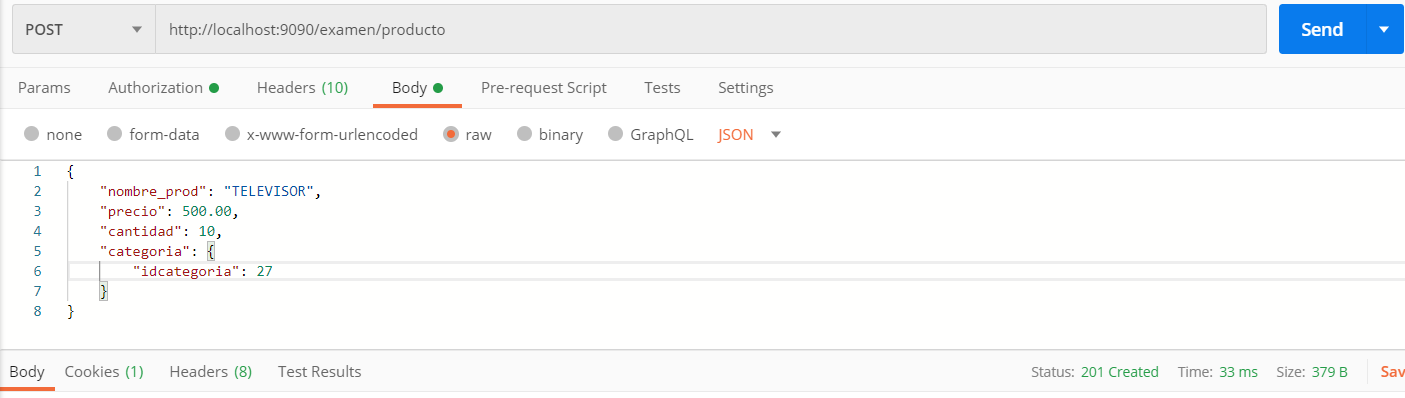 POST http://localhost:9090/examen/producto Send
Params Authorization Headers (10) Body Pre-request Script Tests Settings
none form-data x-www-form-urlencoded raw binary GraphQL JSON
1 {
2 "nombre_prod": "TELEVISOR",
3 "precio": 500.00,
4 "cantidad": 10,
5 "categoria": {
6 "idcategoria": 27
7 }
8 }
Body Cookies (1) Headers (8) Test Results Status: 201 Created Time: 33 ms Size: 379 B Sav